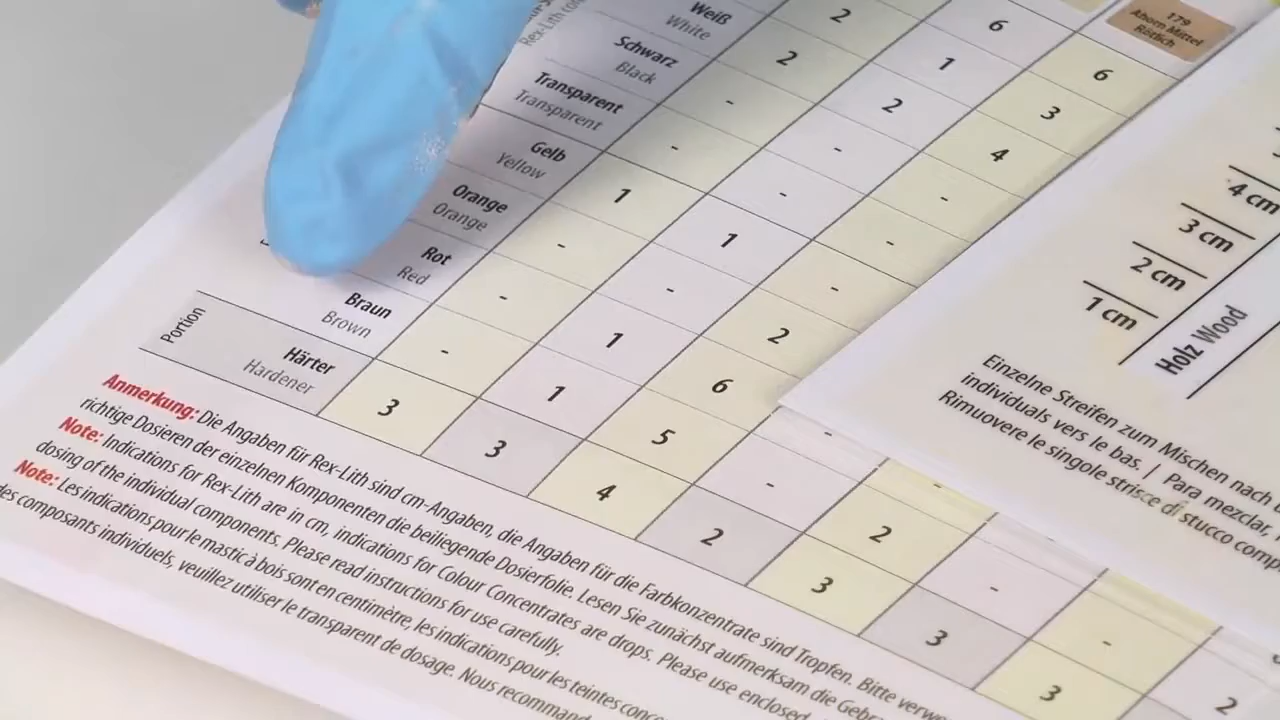 179
Ahorn Mittel
Rötlich
6 6
2 1 3
Weiß
White
2 2 4
Schwarz
Black
- - -
Transparent
Transparent
- - -
Gelb
Yellow
1 1 -
Orange
Orange
- - 2
Rot
Red
- 1 6 - -
Braun
Brown
- 1 5 - 2 - - 2
Portion
Härter
Hardener
3 3 4 2 3 3 3
Anmerkung: Die Angaben für Rex-Lith sind cm-Angaben, die Angaben für die Farbkonzentrate sind Tropfen. Bitte verwe
richtige Dosieren der einzelnen Komponenten die beiliegende Dosierfolie. Lesen Sie zunächst aufmerksam die Gebra
Note: Indications for Rex-Lith are in cm, indications for Colour Concentrates are drops. Please use enclosed
dosing of the individual components. Please read instructions for use carefully.
Note: Les indications pour le mastic à bois sont en centimètre, les indications pour les teintes conce
des composants individuels, veuillez utiliser le transparent de dosage. Nous recommand
4 cm
3 cm
2 cm
1 cm
Holz Wood
Einzelne Streifen zum Mischen nach
individuals vers le bas. | Para mezclar,
Rimuovere le singole strisce di stucco comp